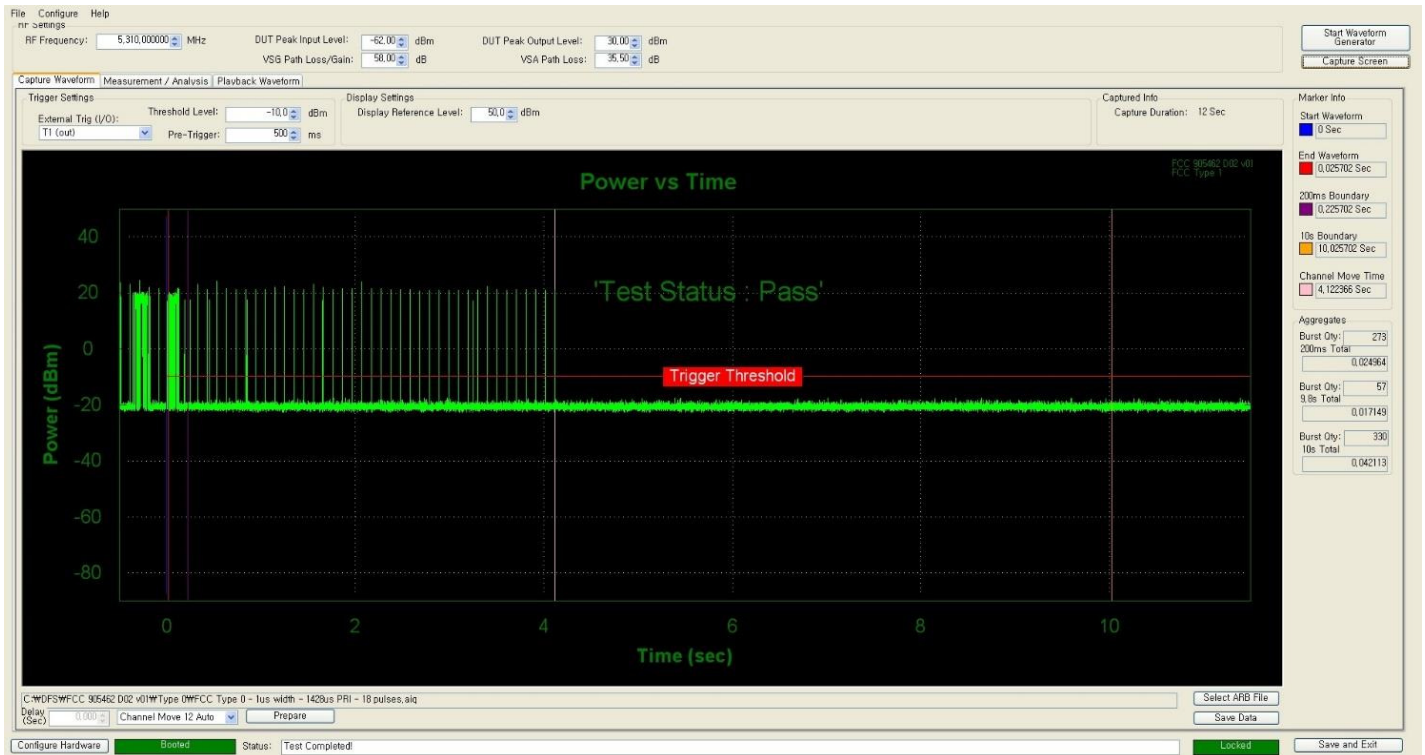 File Configure Help
RF Settings
RF Frequency: 5,310,000000 MHz
DUT Peak Input Level: -62,00 dBm
DUT Peak Output Level: 30,00 dBm
VSG Path Loss/Gain: 58,00 dB
VSA Path Loss: 35,50 dB
Start Waveform Generator
Capture Screen
Capture Waveform Measurement / Analysis Playback Waveform
Trigger Settings
External Trig (I/O):
T1 (out)
Threshold Level: -10,0 dBm
Pre-Trigger: 500 ms
Display Settings
Display Reference Level: 50,0 dBm
Captured Info
Capture Duration: 12 Sec
Marker Info
Start Waveform
0 Sec
End Waveform
0,025702 Sec
200ms Boundary
0,225702 Sec
10s Boundary
10,025702 Sec
Channel Move Time
4,122366 Sec
Aggregates
Burst Qty: 273
200ms Total
0,024964
Burst Qty: 57
9,8s Total
0,017149
Burst Qty: 330
10s Total
0,042113
FCC 905462 D02 v01
FCC Type 1
Power vs Time
'Test Status : Pass'
Trigger Threshold
Power (dBm)
40
20
0
-20
-40
-60
-80
0 2 4 6 8 10
Time (sec)
C:₩DFS₩FCC 905462 D02 v01₩Type 0₩FCC Type 0 - 1us width - 1428us PRI - 18 pulses,aiq
Select ARB File
Delay (Sec) 0,000 Channel Move 12 Auto Prepare
Save Data
Configure Hardware Booted Status: Test Completed! Locked Save and Exit